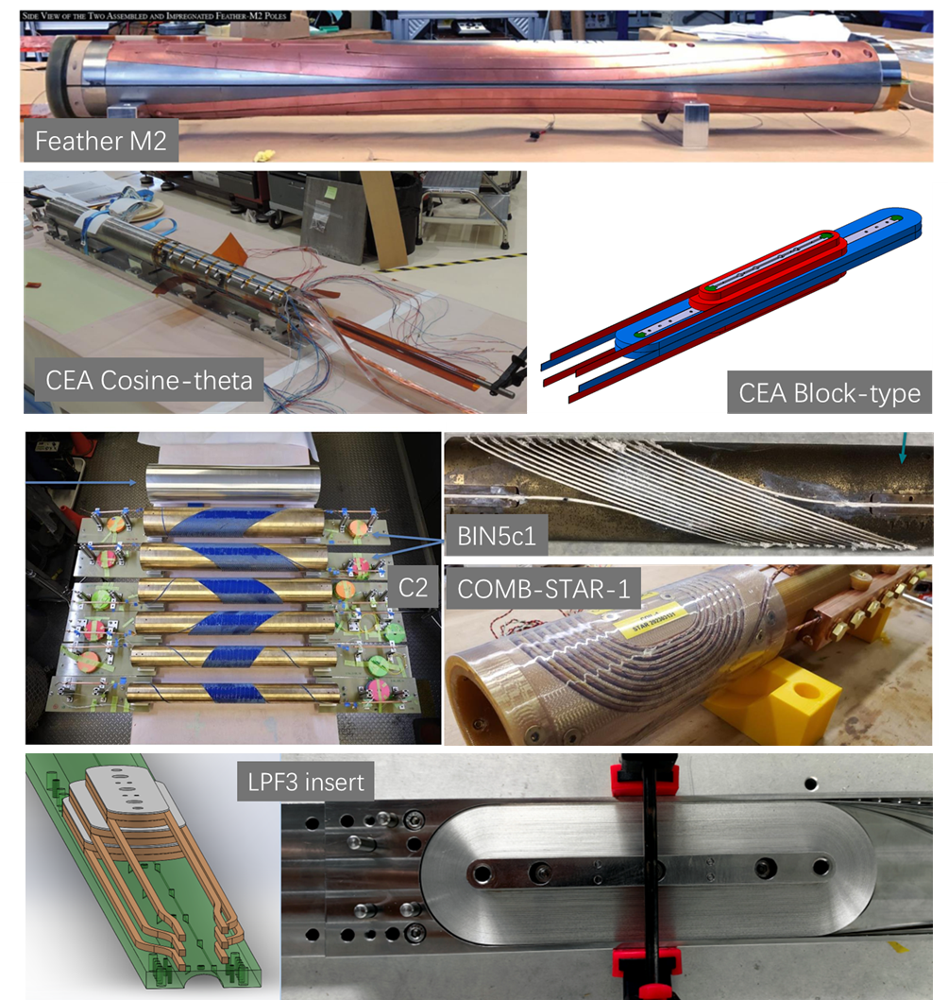 SIDE VIEW OF THE TWO ASSEMBLED AND IMPREGNATED FEATHER-M2 POLES
Feather M2
CEA Cosine-theta
CEA Block-type
BIN5c1
C2
COMB-STAR-1
LPF3 insert